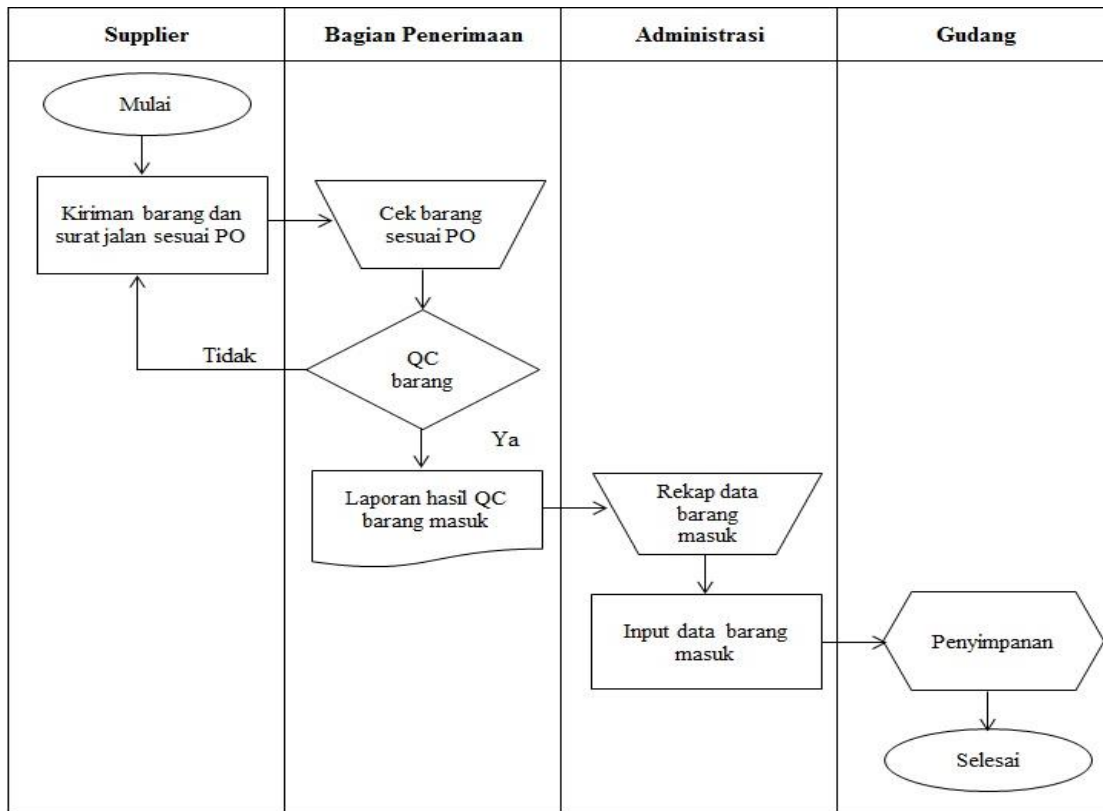 Supplier
Bagian Penerimaan
Administrasi
Gudang
Mulai
Kiriman barang dan
surat jalan sesuai PO
Cek barang
sesuai PO
Tidak
QC
barang
Ya
Laporan hasil QC
barang masuk
Rekap data
barang
masuk
Input data barang
masuk
Penyimpanan
Selesai